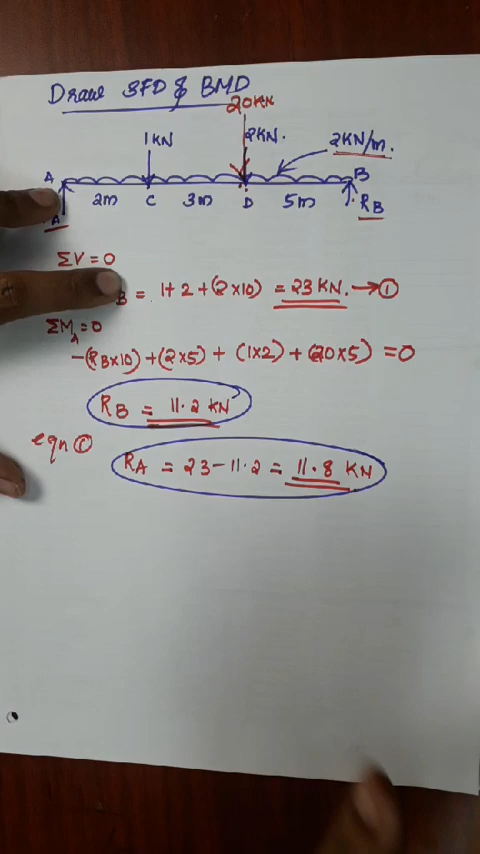 Draw SFD & BMD
20KN
1KN 2KN. 2KN/m.
A B
2m C 3m D 5m RB
A
ΣV=0
B = 1+2+(2×10) = 23 KN. → ①
ΣMA=0
-(RB×10)+(2×5)+(1×2)+(20×5)=0
RB = 11.2 KN
eqn ①
RA = 23-11.2 = 11.8 KN